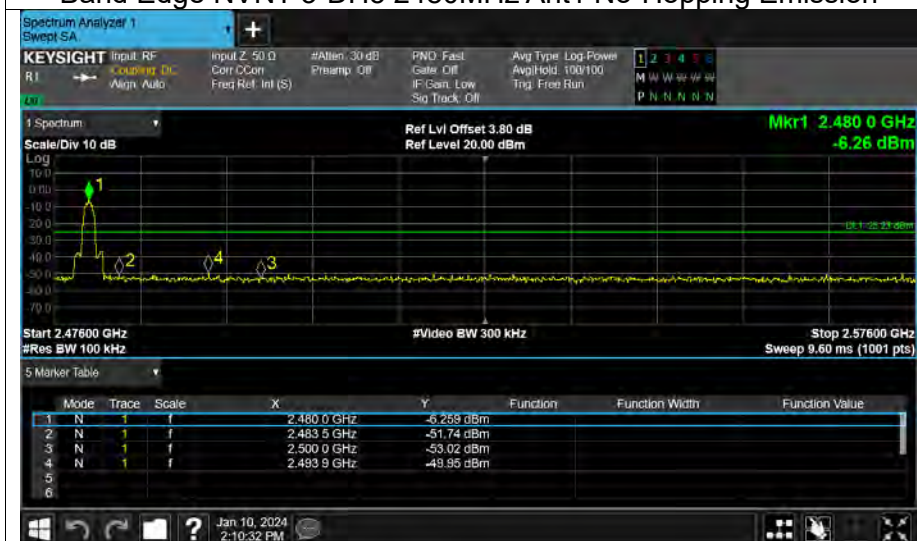 Band Edge NVNT 3-DH5 2480MHz Ant1 No-Hopping Emission
Spectrum Analyzer 1
Swept SA
+
KEYSIGHT Input: RF Input Z: 50 Ω #Atten: 30 dB PNO: Fast Avg Type: Log-Power 1 2 3 4 5 6
R1 Coupling: DC Corr CCorr Preamp: Off Gate: Off Avg|Hold: 100/100 M W W W W W
Align: Auto Freq Ref: Int (S) IF Gain: Low Trig: Free Run
Sig Track: Off P N N N N N
1 Spectrum Ref Lvl Offset 3.80 dB Mkr1 2.480 0 GHz
Scale/Div 10 dB Ref Level 20.00 dBm -6.26 dBm
Log
10.0
0.00
1
-10.0
-20.0
-30.0
-40.0
2 4 3
-50.0
-60.0
-70.0
Start 2.47600 GHz #Video BW 300 kHz Stop 2.57600 GHz
#Res BW 100 kHz Sweep 9.60 ms (1001 pts)
5 Marker Table
Mode Trace Scale X Y Function Function Width Function Value
1 N 1 f 2.480 0 GHz -6.259 dBm
2 N 1 f 2.483 5 GHz -51.74 dBm
3 N 1 f 2.500 0 GHz -53.02 dBm
4 N 1 f 2.493 9 GHz -49.95 dBm
5
6
? Jan 10, 2024
2:10:32 PM